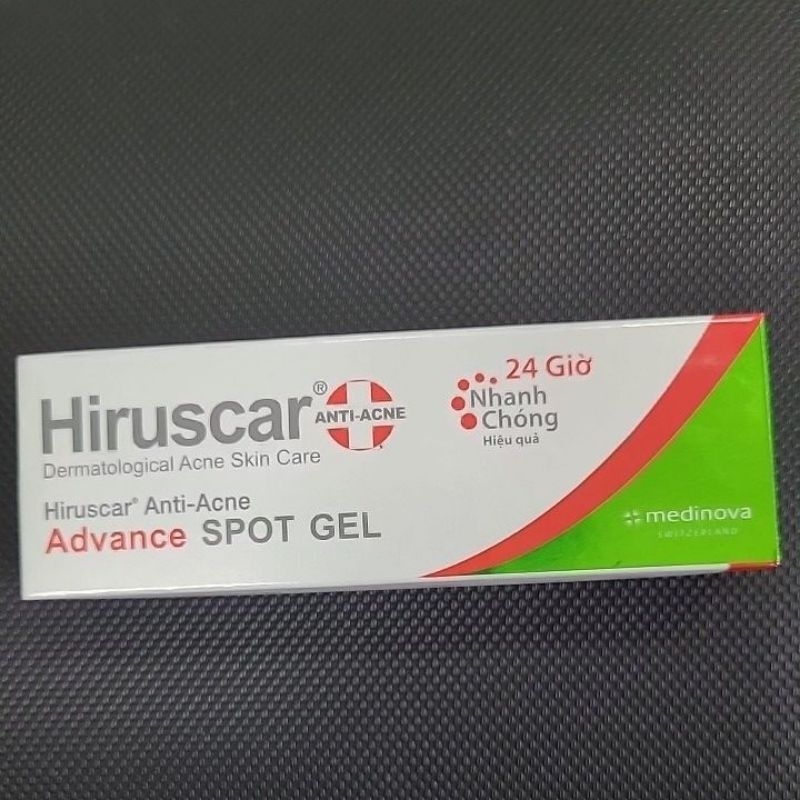 Hiruscar®
ANTI-ACNE
Dermatological Acne Skin Care
Hiruscar® Anti-Acne
Advance SPOT GEL
24 Giờ
Nhanh
Chóng
Hiệu quả
medinova
SWITZERLAND